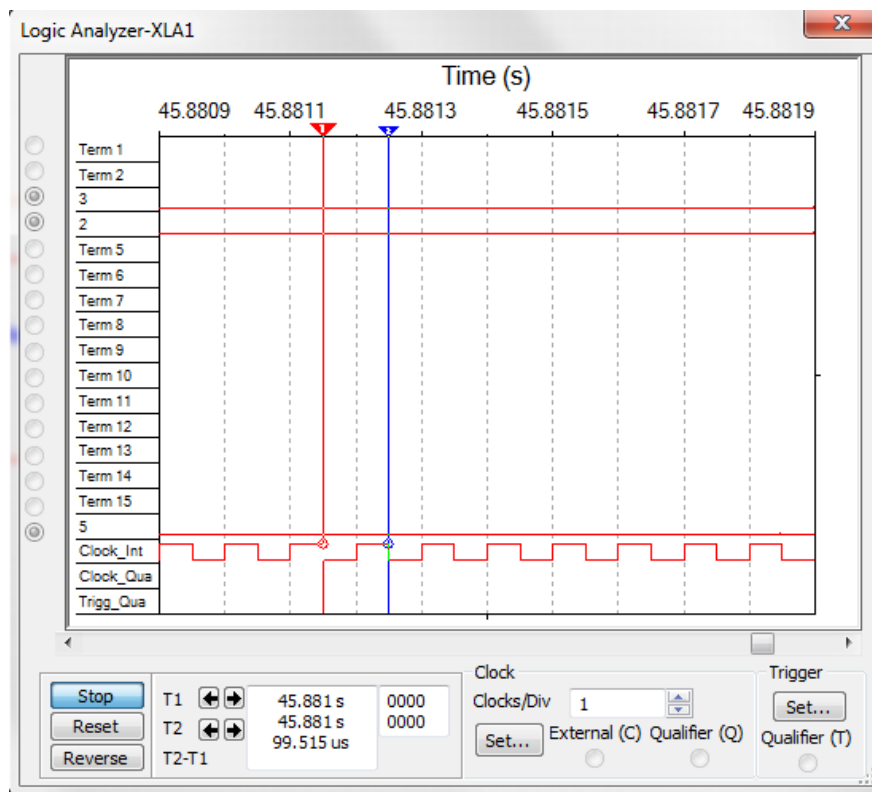 Logic Analyzer-XLA1
X
Time (s)
45.8809 45.8811 45.8813 45.8815 45.8817 45.8819
1 2
Term 1
Term 2
3
2
Term 5
Term 6
Term 7
Term 8
Term 9
Term 10
Term 11
Term 12
Term 13
Term 14
Term 15
5
Clock_Int
Clock_Qua
Trigg_Qua
Clock Trigger
Stop T1 45.881 s 0000 Clocks/Div 1 Set...
Reset T2 45.881 s 0000 Set... External (C) Qualifier (Q) Qualifier (T)
Reverse T2-T1 99.515 us